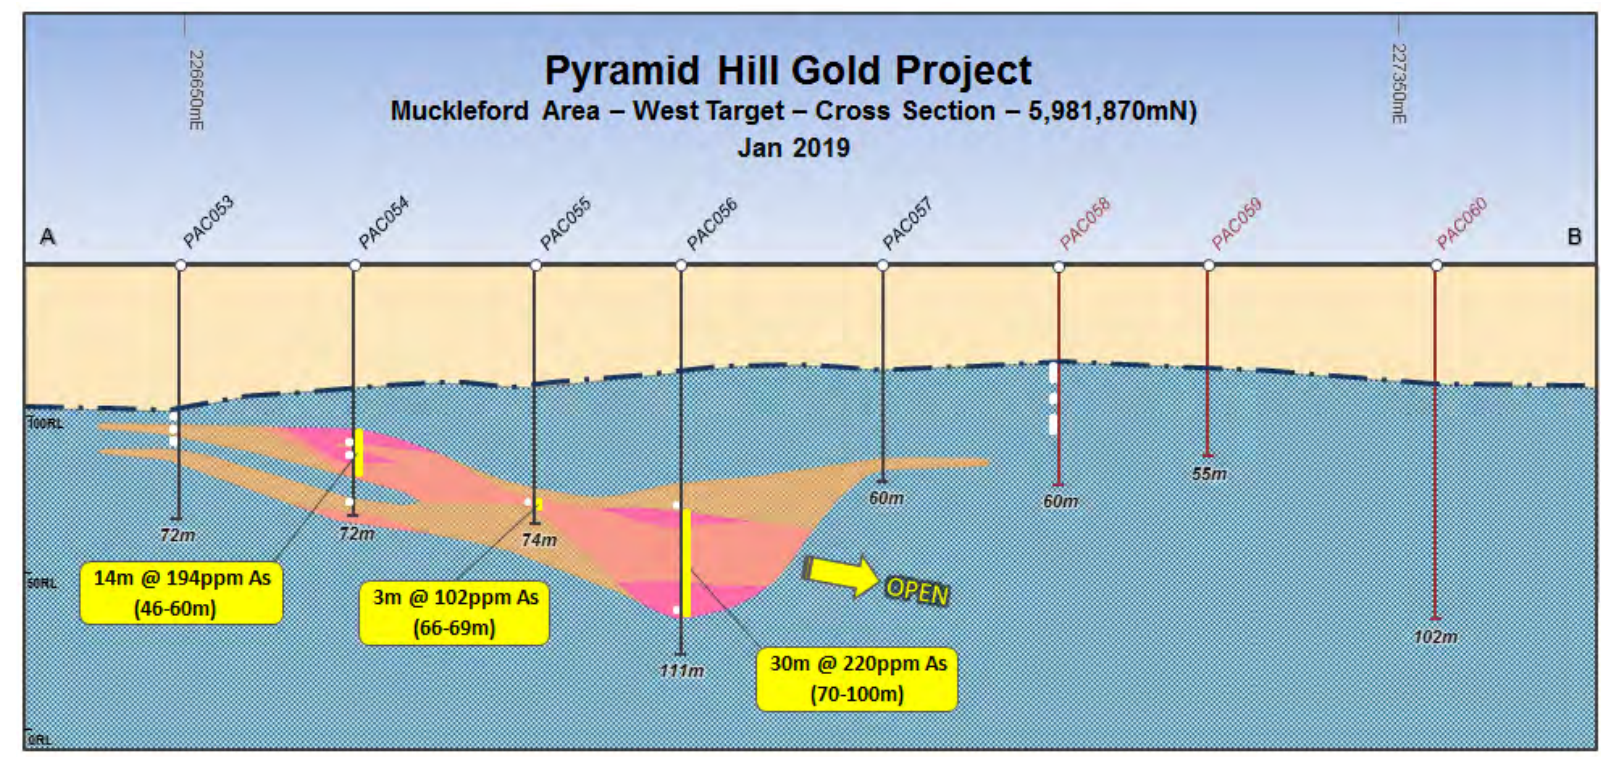 226650mE
227350mE
Pyramid Hill Gold Project
Muckleford Area – West Target – Cross Section – 5,981,870mN)
Jan 2019
A
PAC053
PAC054
PAC055
PAC056
PAC057
PAC058
PAC059
PAC060
B
100RL
72m
72m
74m
111m
60m
60m
55m
102m
50RL
14m @ 194ppm As
(46-60m)
3m @ 102ppm As
(66-69m)
30m @ 220ppm As
(70-100m)
OPEN
0RL